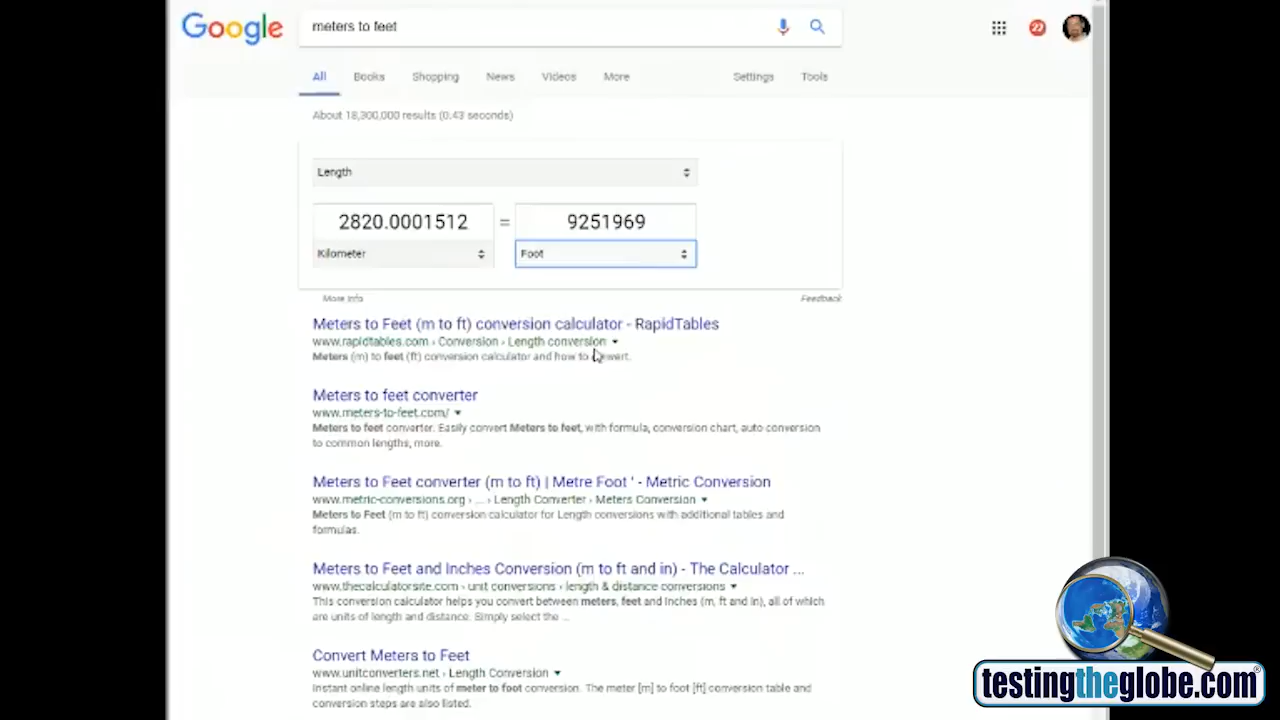 Google
meters to feet
22
All Books Shopping News Videos More Settings Tools
About 18,300,000 results (0.43 seconds)
Length
2820.0001512 = 9251969
Kilometer Foot
More info Feedback
Meters to Feet (m to ft) conversion calculator - RapidTables
www.rapidtables.com › Conversion › Length conversion
Meters (m) to feet (ft) conversion calculator and how to
Meters to feet converter
www.meters-to-feet.com/
Meters to feet converter. Easily convert Meters to feet, with formula, conversion chart, auto conversion
to common lengths, more.
Meters to Feet converter (m to ft) | Metre Foot ' - Metric Conversion
www.metric-conversions.org › ... › Length Converter › Meters Conversion
Meters to Feet (m to ft) conversion calculator for Length conversions with additional tables and
formulas.
Meters to Feet and Inches Conversion (m to ft and in) - The Calculator ...
www.thecalculatorsite.com › unit conversions › length & distance conversions
This conversion calculator helps you convert between meters, feet and inches (m, ft and in), all of which
are units of length and distance. Simply select the ...
Convert Meters to Feet
www.unitconverters.net › Length Conversion
Instant online length units of meter to foot conversion. The meter [m] to foot [ft] conversion table and
conversion steps are also listed.
testingtheglobe.com®